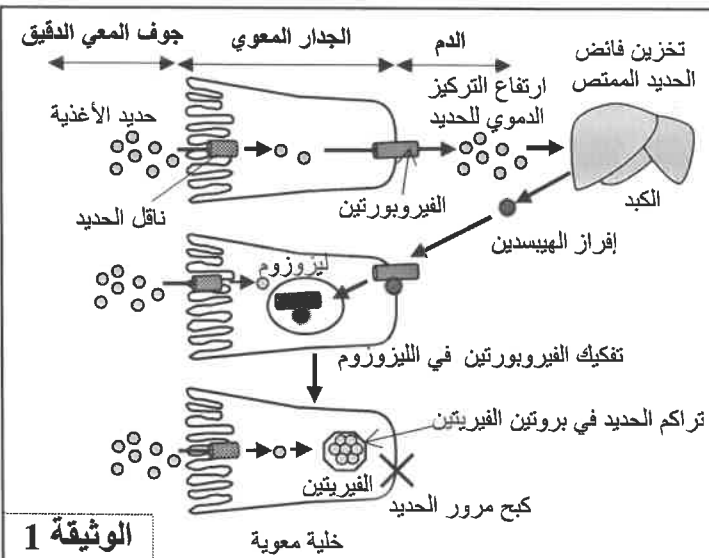 جوف المعي الدقيق
الجدار المعوي
الدم
تخزين فائض
الحديد الممتص
ارتفاع التركيز
الدموي للحديد
حديد الأغذية
ناقل الحديد
الفيروبورتين
الكبد
إفراز الهيبسدين
ليزوزوم
تفكيك الفيروبورتين في الليزوزوم
تراكم الحديد في بروتين الفيريتين
الفيريتين
كبح مرور الحديد
خلية معوية
الوثيقة 1